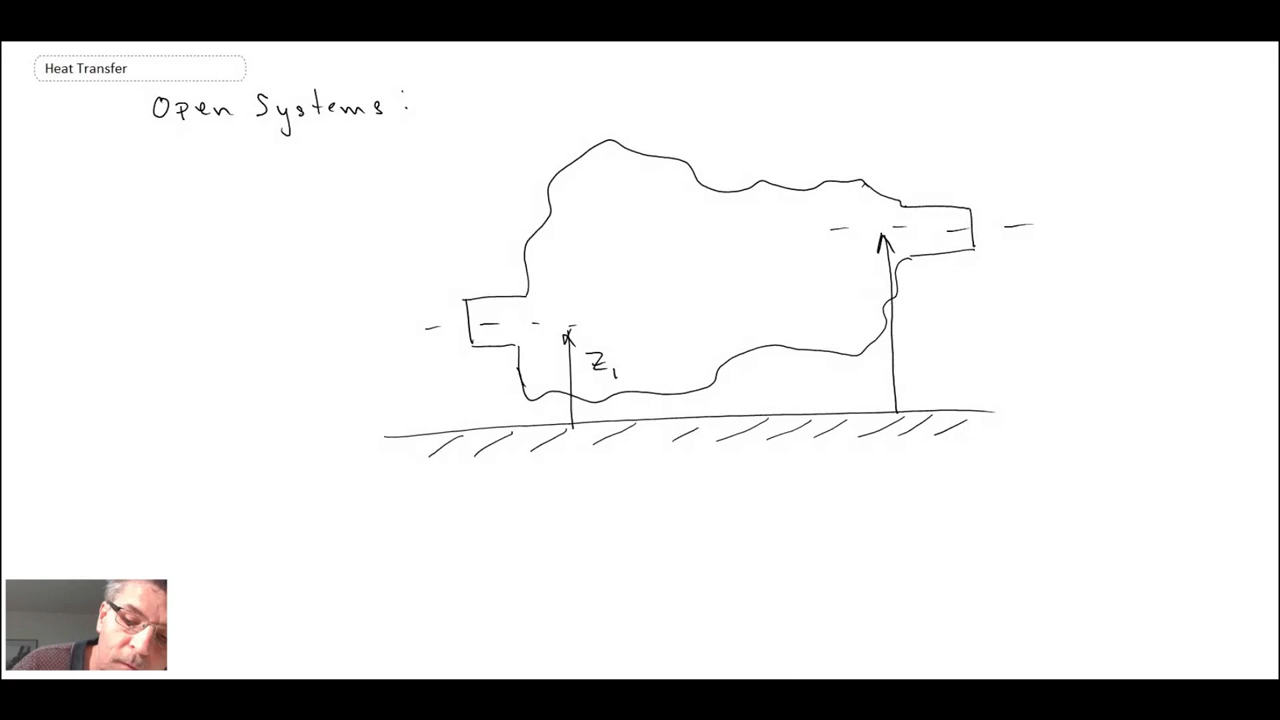 Heat Transfer
Open Systems:
Z₁